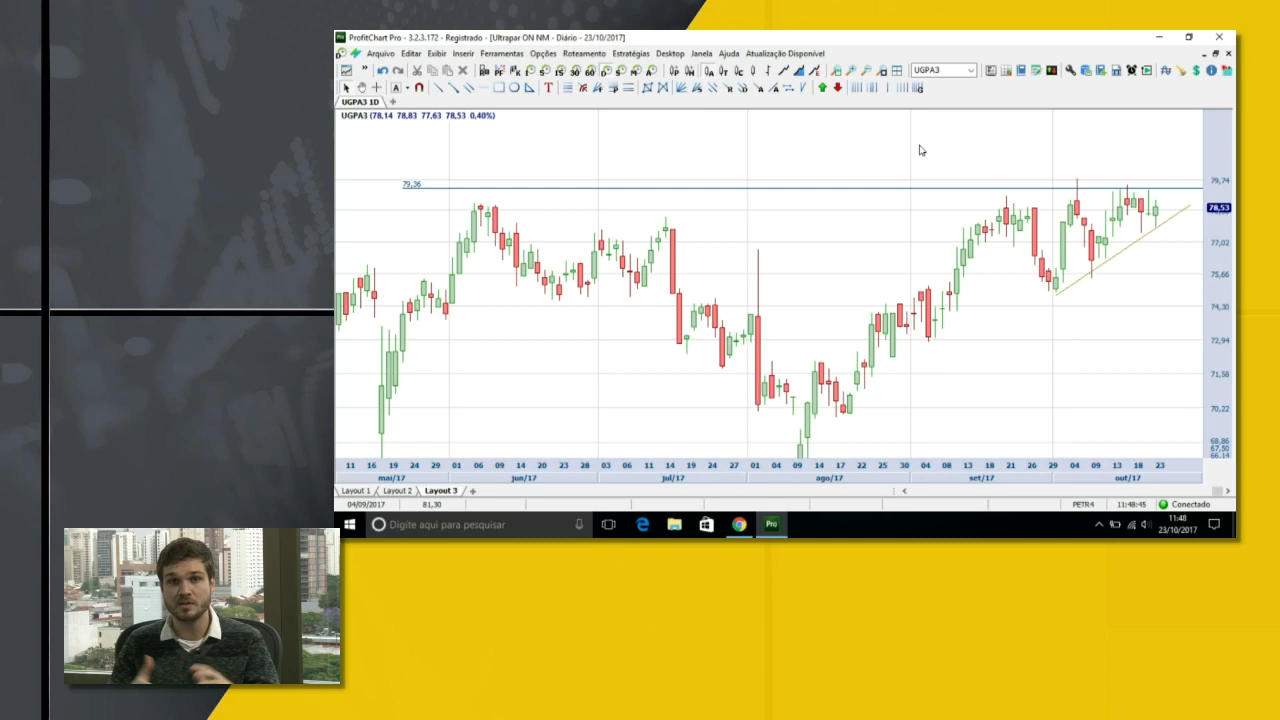 ProfitChart Pro - 3.2.3.172 - Registrado - [Ultrapar ON NM - Diário - 23/10/2017]
Arquivo Editar Exibir Inserir Ferramentas Opções Roteamento Estratégias Desktop Janela Ajuda Atualização Disponível
UGPA3
UGPA3 1D
UGPA3 (78,14 78,83 77,63 78,53 0,40%)
79,36
79,74
78,53
77,02
75,66
74,30
72,94
71,58
70,22
68,86
67,50
66,14
11 16 19 24 29 01 06 09 14 20 23 28 03 06 11 14 19 24 27 01 04 09 14 17 22 25 30 04 08 13 18 21 26 29 04 09 13 18 23
mai/17 jun/17 jul/17 ago/17 set/17 out/17
Layout 1 Layout 2 Layout 3
04/09/2017 81,30 PETR4 11:48:45 Conectado
Digite aqui para pesquisar
Pro
11:48
23/10/2017